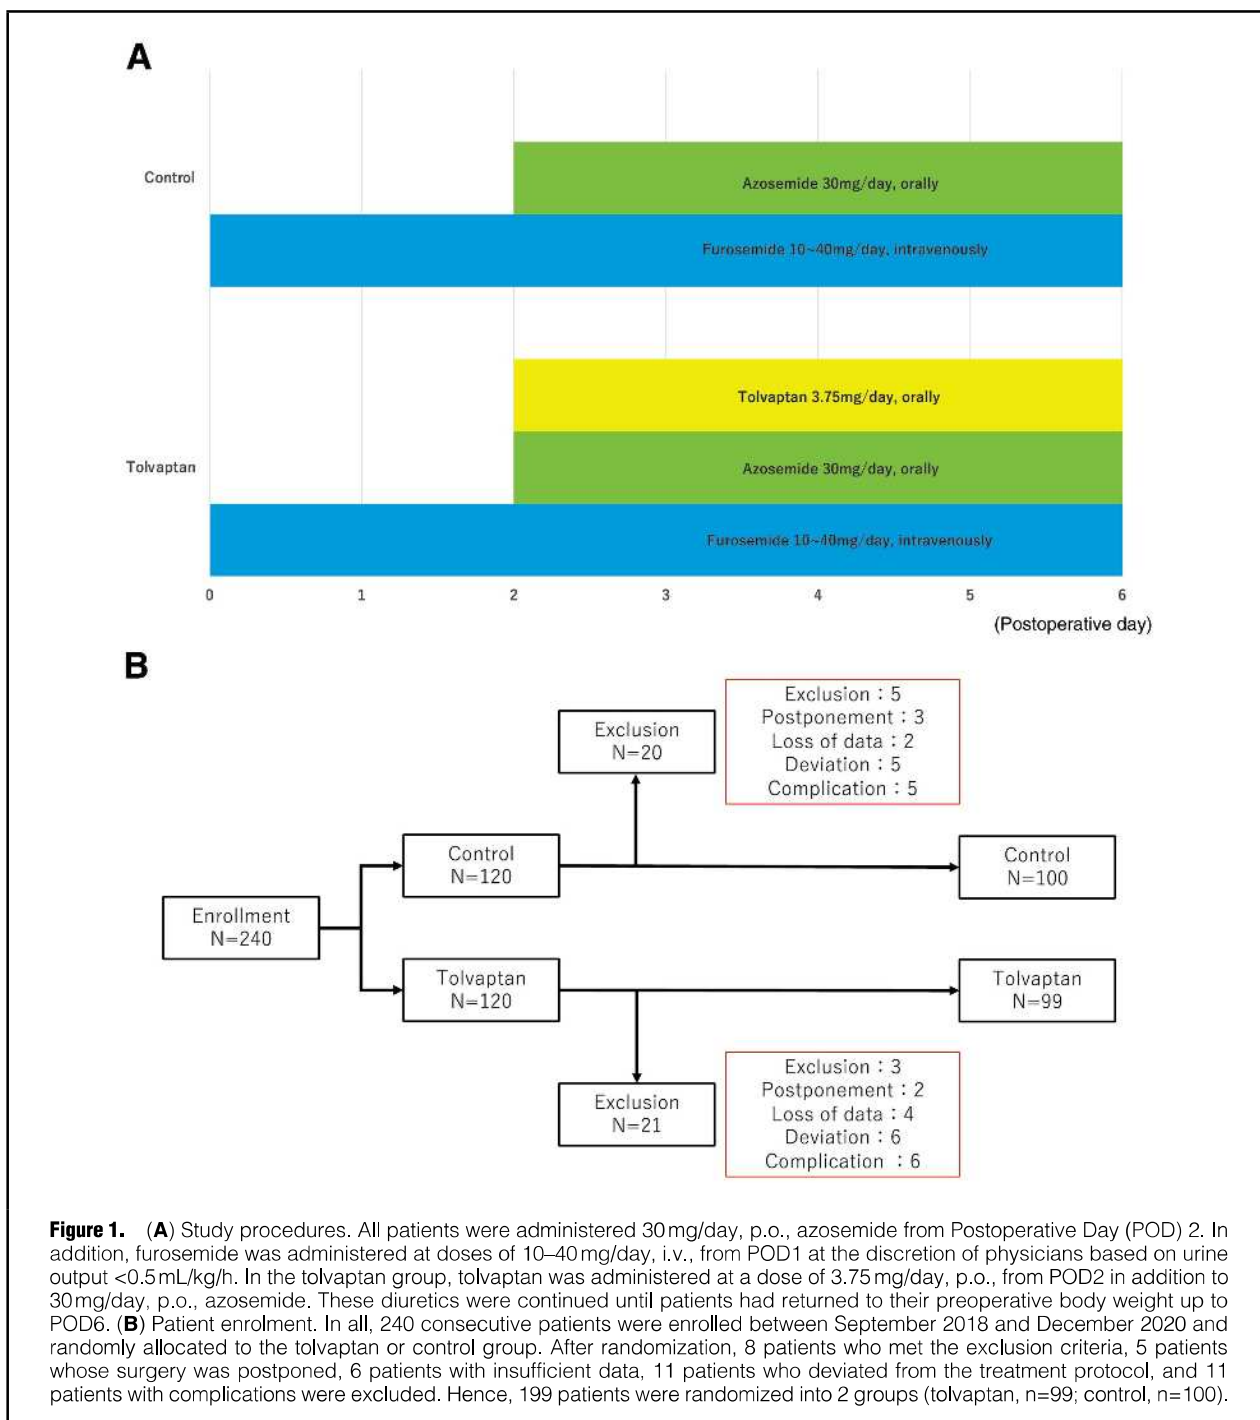 A
Control
Azosemide 30mg/day, orally
Furosemide 10~40mg/day, intravenously
Tolvaptan 3.75mg/day, orally
Tolvaptan
Azosemide 30mg/day, orally
Furosemide 10~40mg/day, intravenously
0 1 2 3 4 5 6
(Postoperative day)
B
Exclusion
N=20
Exclusion：5
Postponement：3
Loss of data：2
Deviation：5
Complication：5
Control
N=120
Control
N=100
Enrollment
N=240
Tolvaptan
N=120
Tolvaptan
N=99
Exclusion
N=21
Exclusion：3
Postponement：2
Loss of data：4
Deviation：6
Complication ：6
Figure 1. (A) Study procedures. All patients were administered 30mg/day, p.o., azosemide from Postoperative Day (POD) 2. In
addition, furosemide was administered at doses of 10–40mg/day, i.v., from POD1 at the discretion of physicians based on urine
output <0.5mL/kg/h. In the tolvaptan group, tolvaptan was administered at a dose of 3.75mg/day, p.o., from POD2 in addition to
30mg/day, p.o., azosemide. These diuretics were continued until patients had returned to their preoperative body weight up to
POD6. (B) Patient enrolment. In all, 240 consecutive patients were enrolled between September 2018 and December 2020 and
randomly allocated to the tolvaptan or control group. After randomization, 8 patients who met the exclusion criteria, 5 patients
whose surgery was postponed, 6 patients with insufficient data, 11 patients who deviated from the treatment protocol, and 11
patients with complications were excluded. Hence, 199 patients were randomized into 2 groups (tolvaptan, n=99; control, n=100).